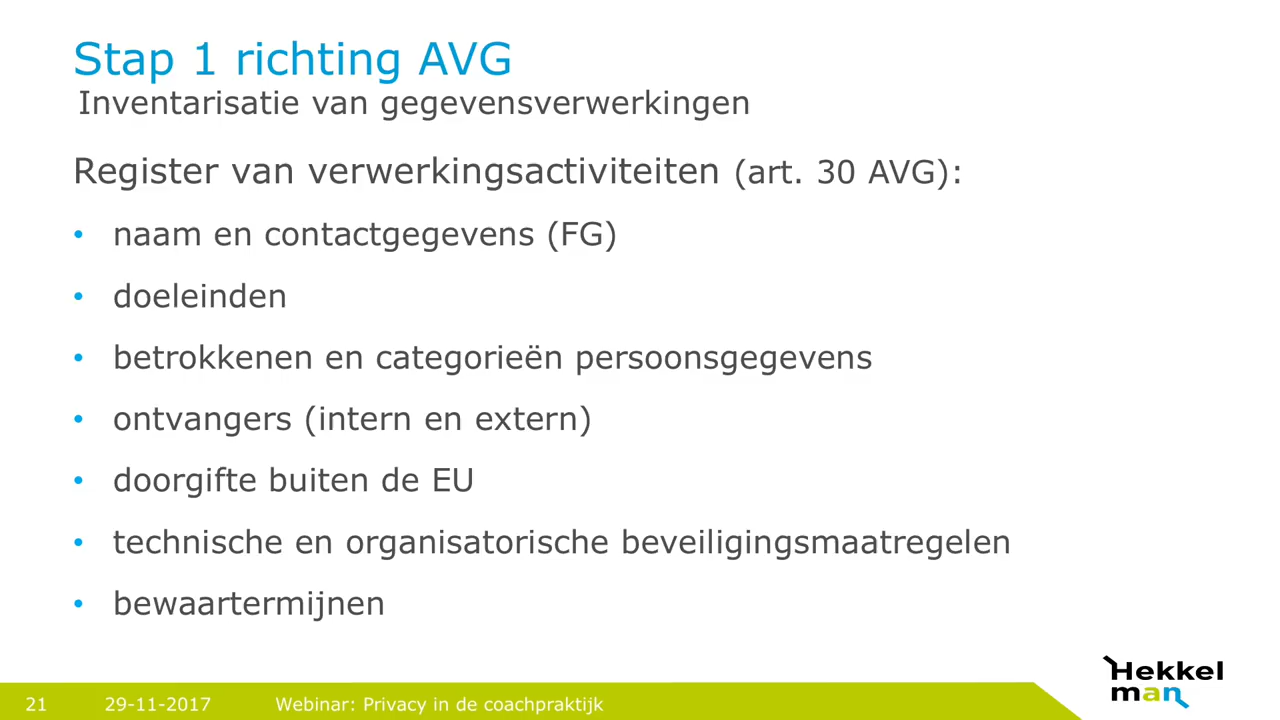 Stap 1 richting AVG
Inventarisatie van gegevensverwerkingen
Register van verwerkingsactiviteiten (art. 30 AVG):
• naam en contactgegevens (FG)
• doeleinden
• betrokkenen en categorieën persoonsgegevens
• ontvangers (intern en extern)
• doorgifte buiten de EU
• technische en organisatorische beveiligingsmaatregelen
• bewaartermijnen
Hekkel
man
21 29-11-2017 Webinar: Privacy in de coachpraktijk